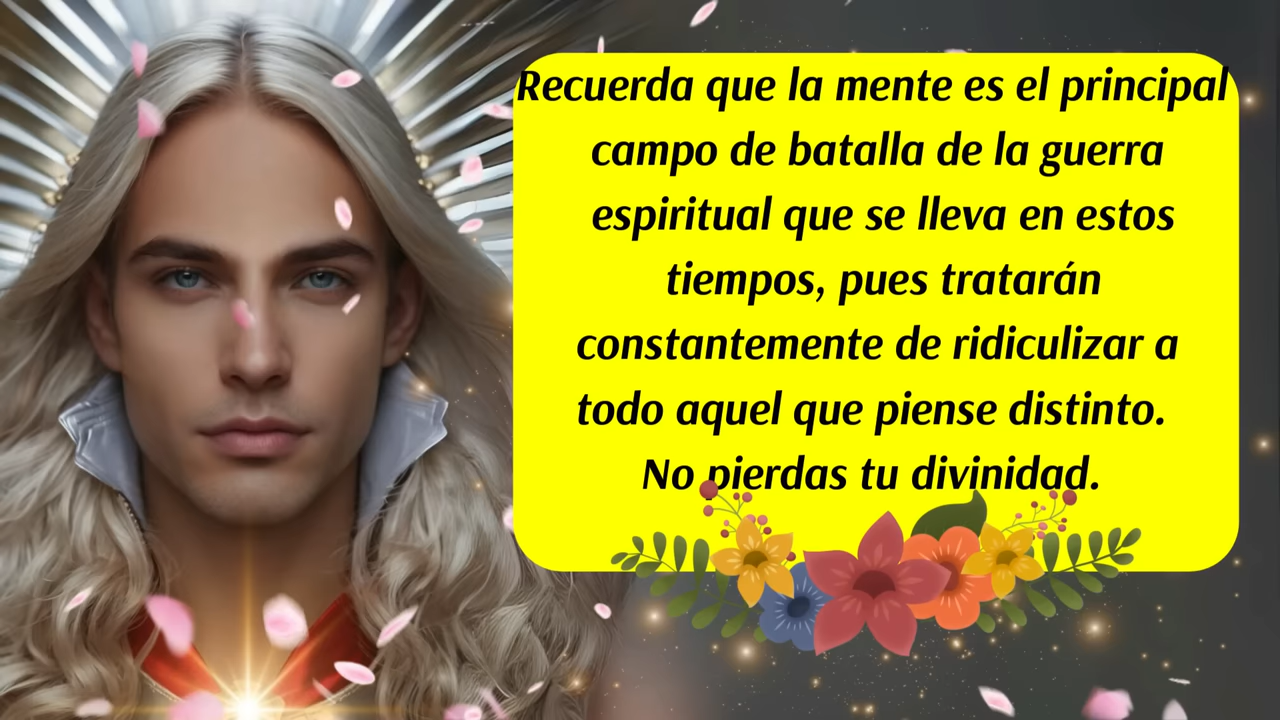 Recuerda que la mente es el principal
campo de batalla de la guerra
espiritual que se lleva en estos
tiempos, pues tratarán
constantemente de ridiculizar a
todo aquel que piense distinto.
No pierdas tu divinidad.